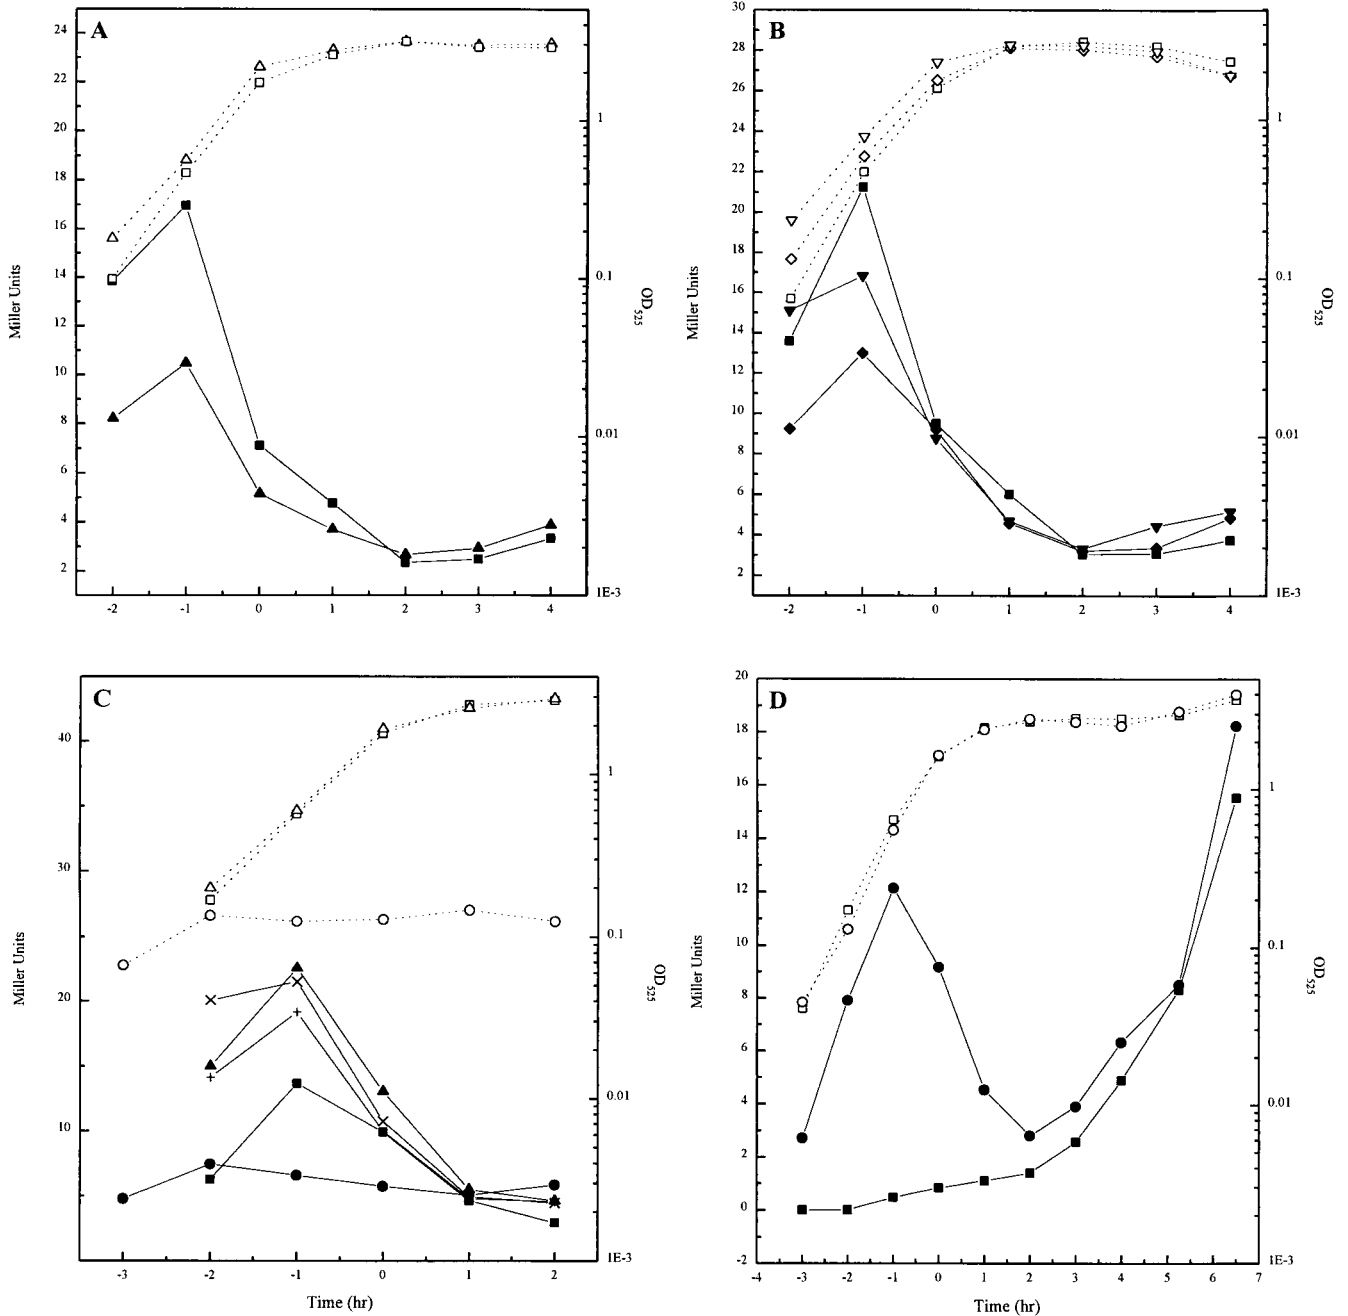 A
24
22
20
18
16
14
12
10
8
6
4
2
Miller Units
1
0.1
0.01
1E-3
OD525
-2 -1 0 1 2 3 4
B
30
28
26
24
22
20
18
16
14
12
10
8
6
4
2
Miller Units
1
0.1
0.01
1E-3
OD525
-2 -1 0 1 2 3 4
C
40
30
20
10
Miller Units
1
0.1
0.01
1E-3
OD525
-3 -2 -1 0 1 2
Time (hr)
D
20
18
16
14
12
10
8
6
4
2
0
-2
Miller Units
1
0.1
0.01
1E-3
OD525
-4 -3 -2 -1 0 1 2 3 4 5 6 7
Time (hr)